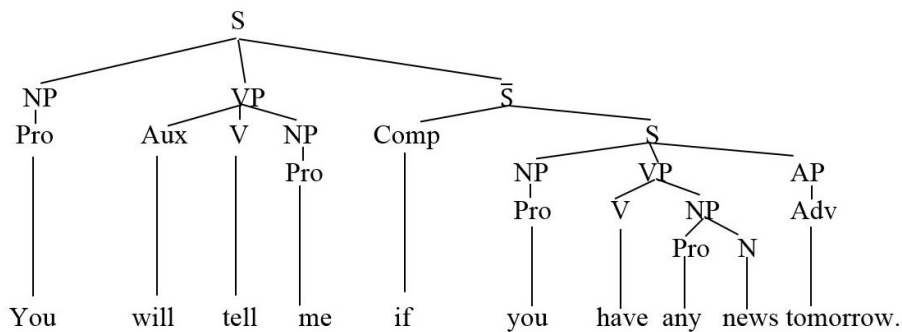 S
NP VP S̅
Pro Aux V NP Comp S
Pro NP VP AP
Pro V NP Adv
Pro N
You will tell me if you have any news tomorrow.